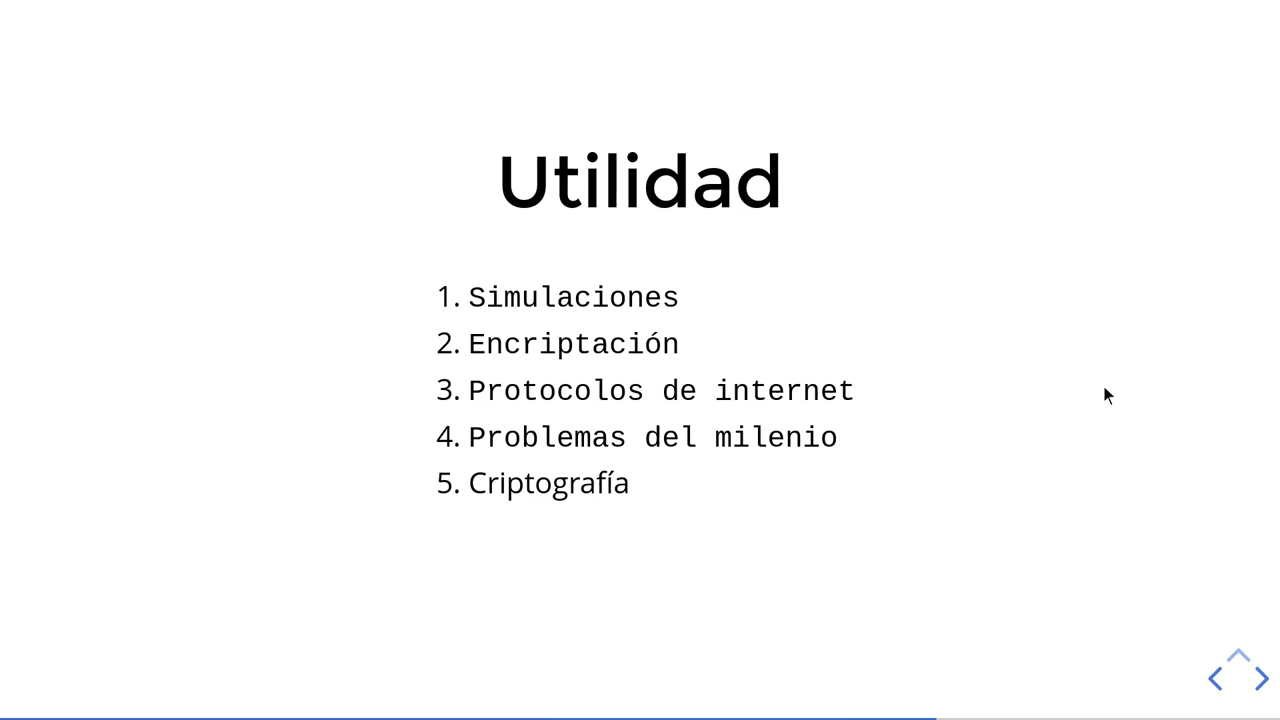 Utilidad
1. Simulaciones
2. Encriptación
3. Protocolos de internet
4. Problemas del milenio
5. Criptografía